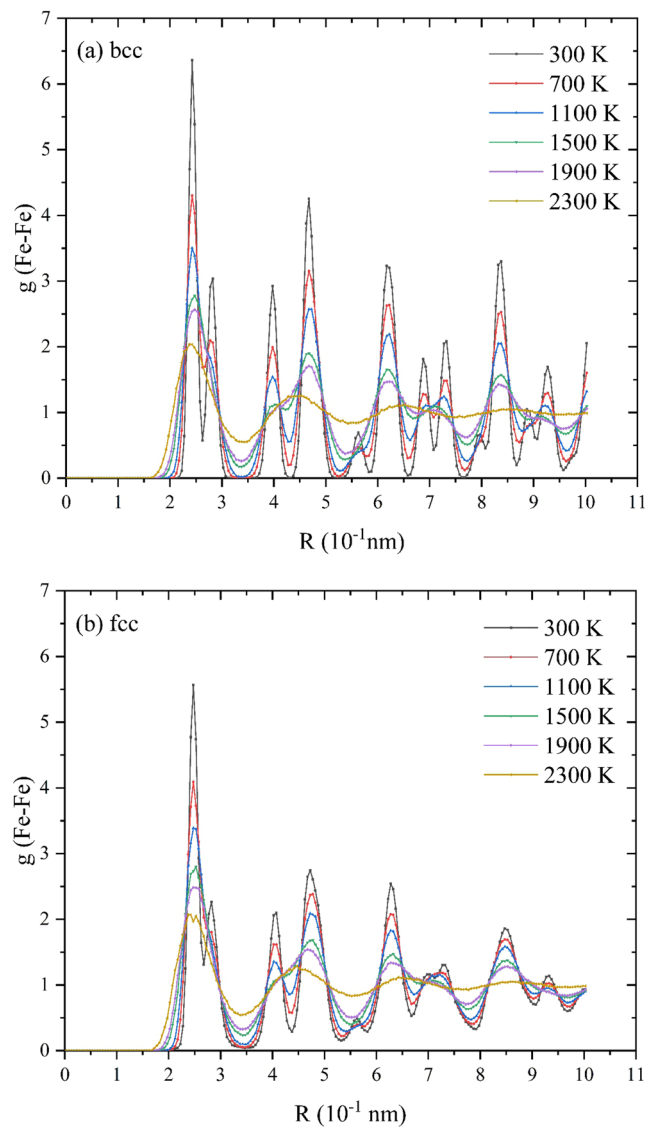 (a) bcc
300 K
700 K
1100 K
1500 K
1900 K
2300 K
g (Fe-Fe)
7
6
5
4
3
2
1
0
0 1 2 3 4 5 6 7 8 9 10 11
R (10⁻¹nm)
(b) fcc
300 K
700 K
1100 K
1500 K
1900 K
2300 K
g (Fe-Fe)
7
6
5
4
3
2
1
0
0 1 2 3 4 5 6 7 8 9 10 11
R (10⁻¹ nm)